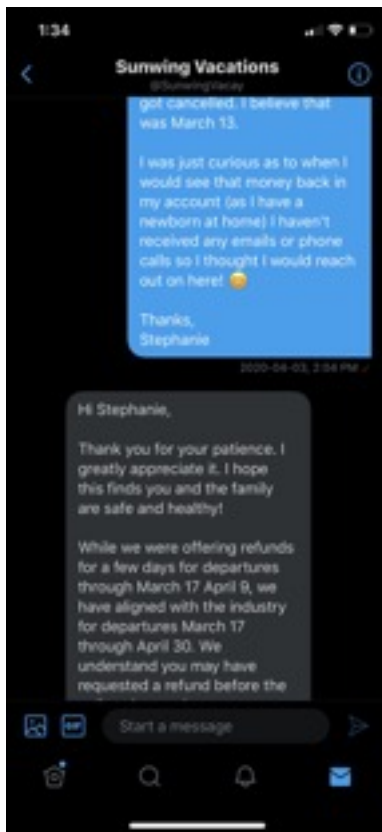 1:34
Sunwing Vacations
@SunwingVacay
got cancelled. I believe that
was March 13.
I was just curious as to when I
would see that money back in
my account (as I have a
newborn at home) I haven't
received any emails or phone
calls so I thought I would reach
out on here!
Thanks,
Stephanie
2020-04-03, 2:04 PM
Hi Stephanie,
Thank you for your patience. I
greatly appreciate it. I hope
this finds you and the family
are safe and healthy!
While we were offering refunds
for a few days for departures
through March 17 April 9, we
have aligned with the industry
for departures March 17
through April 30. We
understand you may have
requested a refund before the
GIF
Start a message